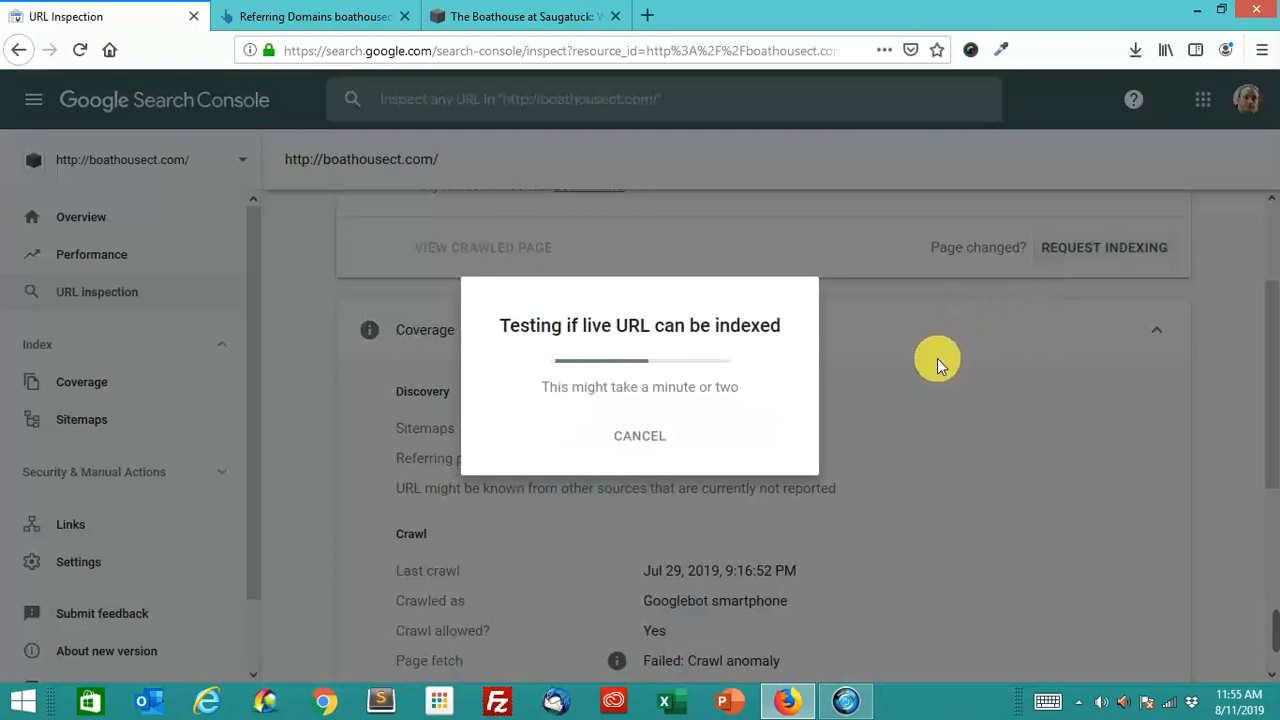 URL Inspection
Referring Domains boathousec
The Boathouse at Saugatuck: W
https://search.google.com/search-console/inspect?resource_id=http%3A%2F%2Fboathousect.co
Google Search Console
Inspect any URL in "http://boathousect.com/"
http://boathousect.com/
http://boathousect.com/
Overview
Performance
URL inspection
Index
Coverage
Sitemaps
Security & Manual Actions
Links
Settings
Submit feedback
About new version
VIEW CRAWLED PAGE
Page changed?
REQUEST INDEXING
Testing if live URL can be indexed
This might take a minute or two
CANCEL
Coverage
Discovery
Sitemaps
Referring p
URL might be known from other sources that are currently not reported
Crawl
Last crawl
Jul 29, 2019, 9:16:52 PM
Crawled as
Googlebot smartphone
Crawl allowed?
Yes
Page fetch
Failed: Crawl anomaly
11:55 AM
8/11/2019